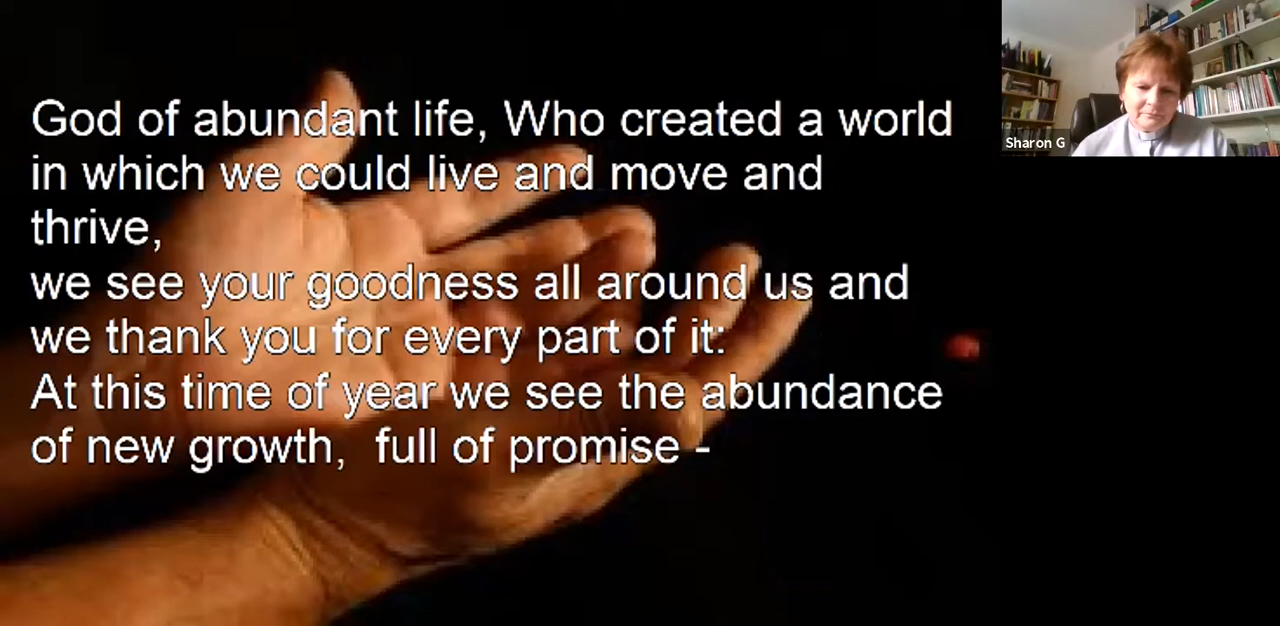 God of abundant life, Who created a world
in which we could live and move and
thrive,
we see your goodness all around us and
we thank you for every part of it:
At this time of year we see the abundance
of new growth,  full of promise -
Sharon G